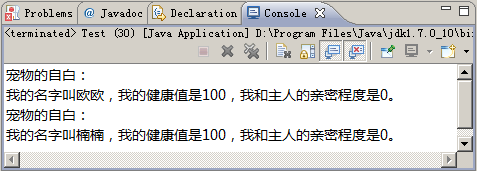 Problems @ Javadoc Declaration Console
<terminated> Test (30) [Java Application] D:\Program Files\Java\jdk1.7.0_10\bi
宠物的自白：
我的名字叫欧欧，我的健康值是100，我和主人的亲密程度是0。
宠物的自白：
我的名字叫楠楠，我的健康值是100，我和主人的亲密程度是0。